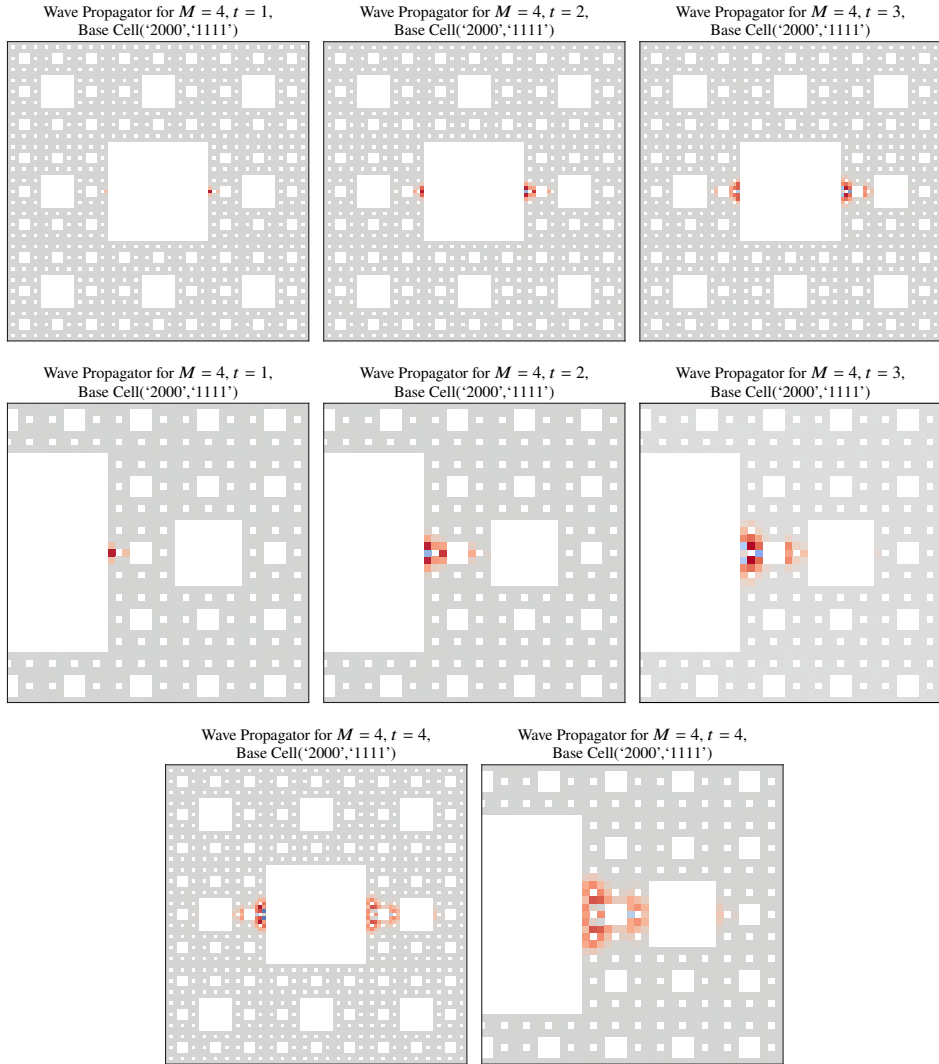 Wave Propagator for M = 4, t = 1,
Base Cell(‘2000’,‘1111’)
Wave Propagator for M = 4, t = 2,
Base Cell(‘2000’,‘1111’)
Wave Propagator for M = 4, t = 3,
Base Cell(‘2000’,‘1111’)
Wave Propagator for M = 4, t = 1,
Base Cell(‘2000’,‘1111’)
Wave Propagator for M = 4, t = 2,
Base Cell(‘2000’,‘1111’)
Wave Propagator for M = 4, t = 3,
Base Cell(‘2000’,‘1111’)
Wave Propagator for M = 4, t = 4,
Base Cell(‘2000’,‘1111’)
Wave Propagator for M = 4, t = 4,
Base Cell(‘2000’,‘1111’)